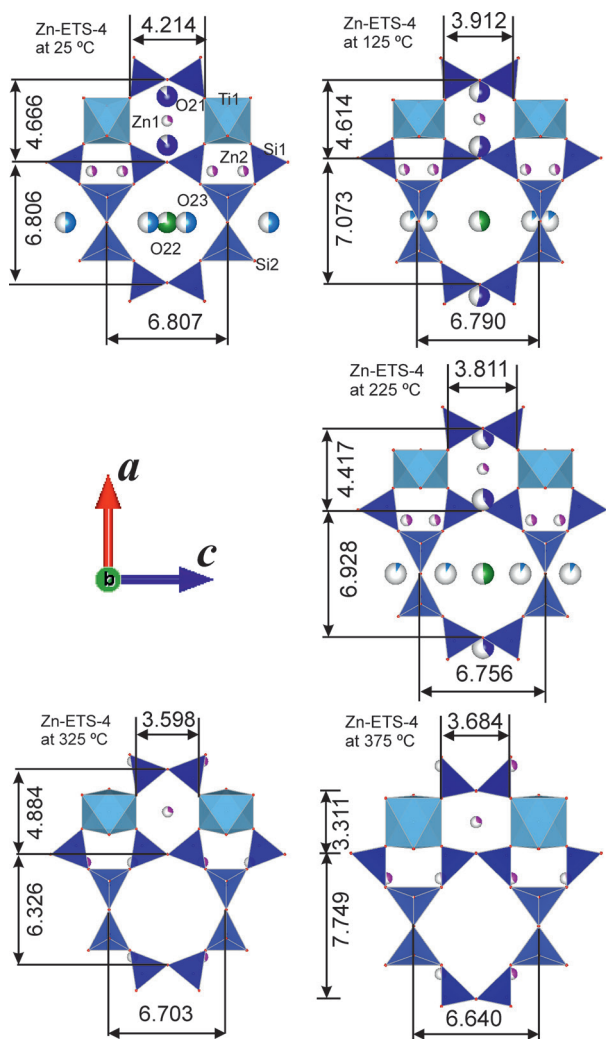 Zn-ETS-4
at 25 ºC
4.214
4.666
O21
Ti1
Zn1
Si1
Zn2
6.806
O23
O22
Si2
6.807
Zn-ETS-4
at 125 ºC
3.912
4.614
7.073
6.790
Zn-ETS-4
at 225 ºC
3.811
4.417
6.928
6.756
a
b
c
Zn-ETS-4
at 325 ºC
3.598
4.884
6.326
6.703
Zn-ETS-4
at 375 ºC
3.684
3.311
7.749
6.640